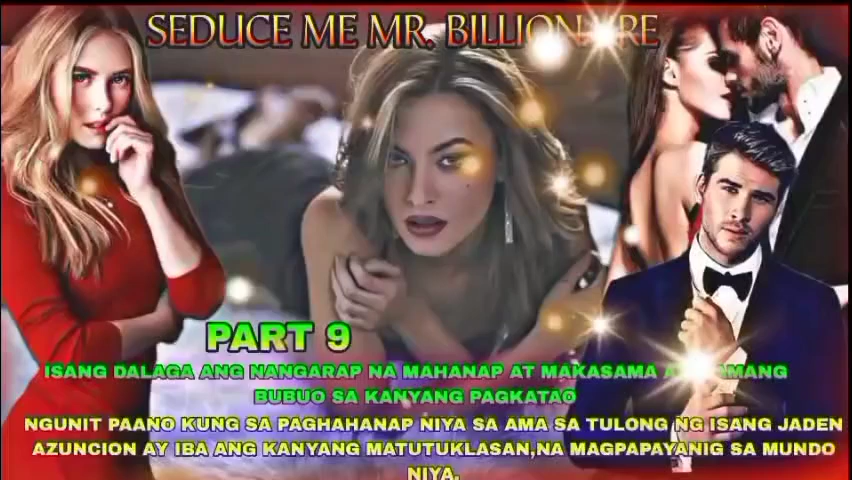 SEDUCE ME MR. BILLIONAIRE
PART 9
ISANG DALAGA ANG NANGARAP NA MAHANAP AT MAKASAMA
BUBUO SA KANYANG PAGKATAO
NGUNIT PAANO KUNG SA PAGHAHANAP NIYA SA AMA SA TULONG NG ISANG JADEN
AZUNCION AY IBA ANG KANYANG MATUTUKLASAN,NA MAGPAPAYANIG SA MUNDO
NIYA.